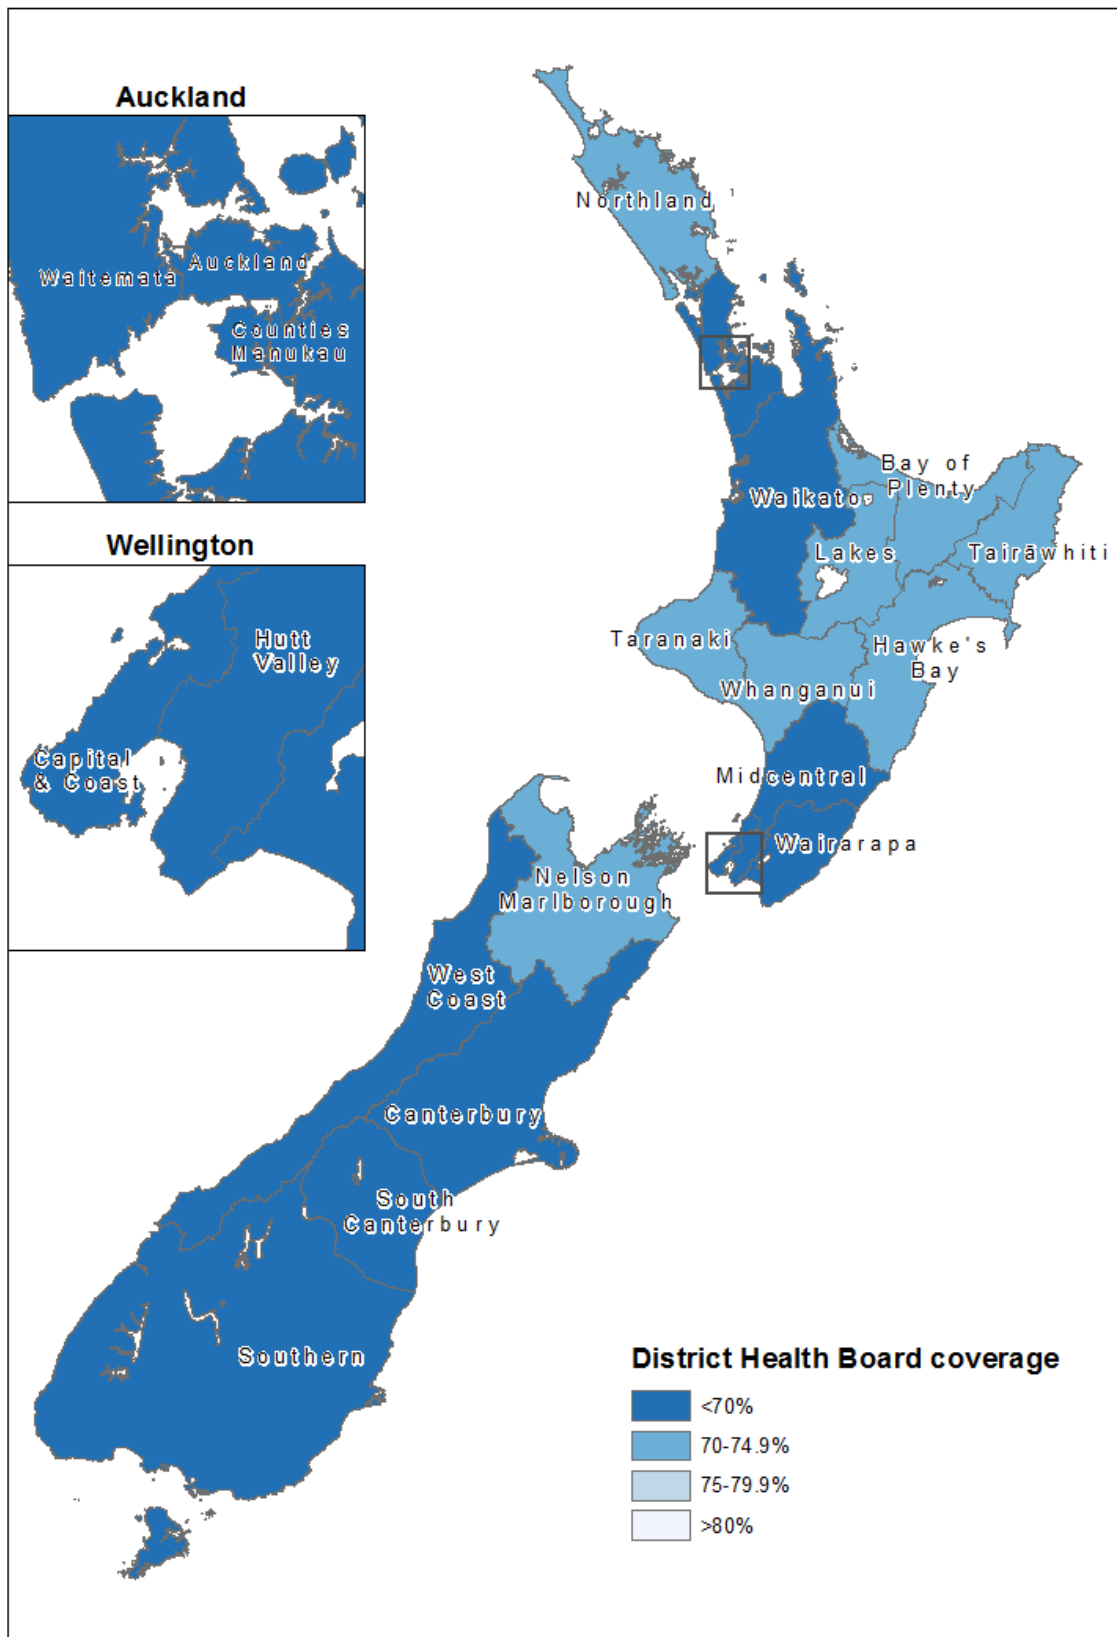 Auckland
Waitemata
Auckland
Counties
Manukau
Wellington
Hutt
Valley
Capital
& Coast
Northland
Bay of
Plenty
Waikato
Lakes
Tairāwhiti
Taranaki
Hawke's
Bay
Whanganui
Midcentral
Wairarapa
Nelson
Marlborough
West
Coast
Canterbury
South
Canterbury
Southern
District Health Board coverage
<70%
70-74.9%
75-79.9%
>80%